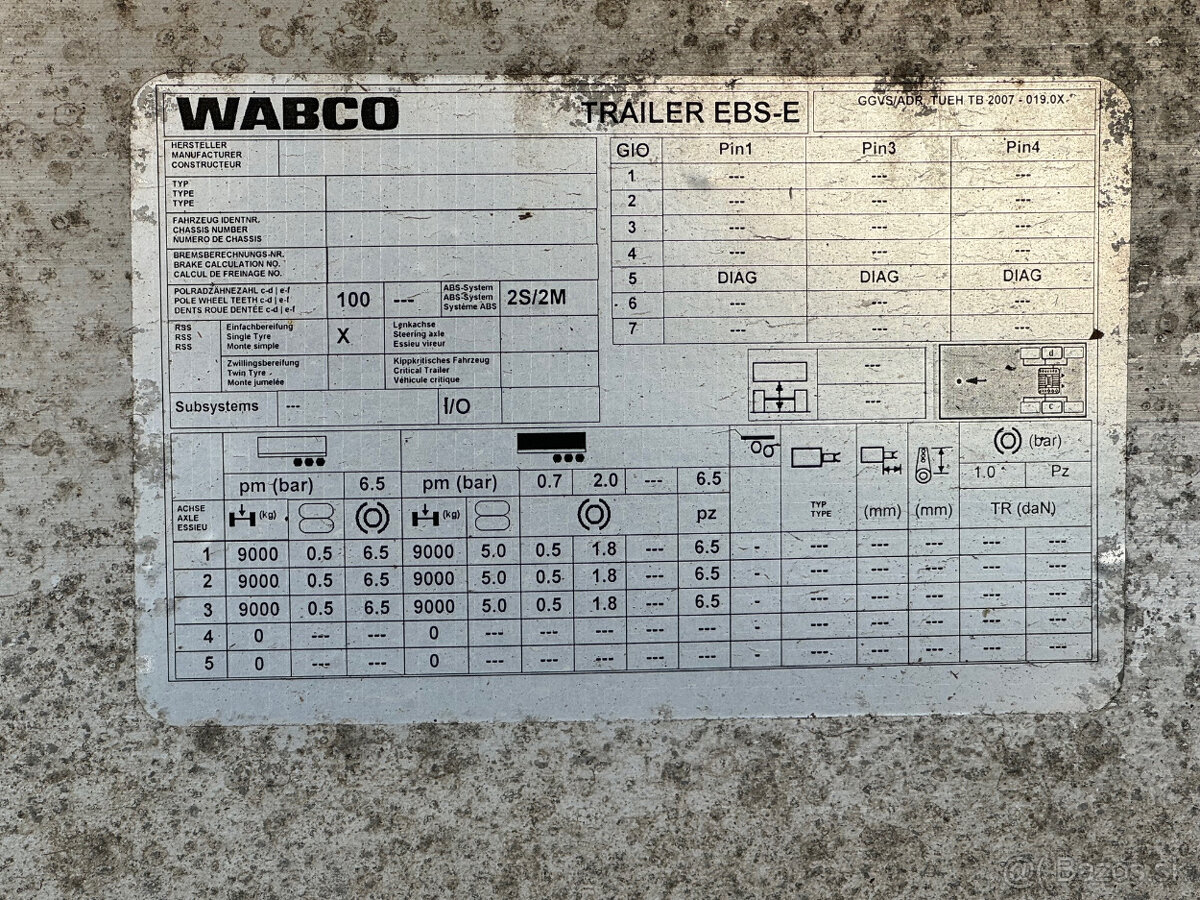 WABCO TRAILER EBS-E GGVS/ADR TUEH TB 2007 - 019.0X
HERSTELLER
MANUFACTURER
CONSTRUCTEUR
TYP
TYPE
TYPE
FAHRZEUG IDENTNR.
CHASSIS NUMBER
NUMERO DE CHASSIS
BREMSBERECHNUNGS-NR.
BRAKE CALCULATION NO.
CALCUL DE FREINAGE NO.
POLRADZÄHNEZAHL c-d | e-f
POLE WHEEL TEETH c-d | e-f
DENTS ROUE DENTÉE c-d | e-f
100 ---
ABS-System
ABS-System
Système ABS
2S/2M
RSS
RSS
RSS
Einfachbereifung
Single Tyre
Monte simple
X
Lenkachse
Steering axle
Essieu vireur
Zwillingsbereifung
Twin Tyre
Monte jumelée
Kippkritisches Fahrzeug
Critical Trailer
Véhicule critique
Subsystems --- I/O
GIO Pin1 Pin3 Pin4
1 --- --- ---
2 --- --- ---
3 --- --- ---
4 --- --- ---
5 DIAG DIAG DIAG
6 --- --- ---
7 --- --- ---
---
---
d
c
(bar)
pm (bar) 6.5 pm (bar) 0.7 2.0 --- 6.5 1.0 Pz
ACHSE
AXLE
ESSIEU
(kg) (kg) pz
TYP
TYPE
(mm) (mm) TR (daN)
1 9000 0.5 6.5 9000 5.0 0.5 1.8 --- 6.5 - --- --- --- --- ---
2 9000 0.5 6.5 9000 5.0 0.5 1.8 --- 6.5 - --- --- --- --- ---
3 9000 0.5 6.5 9000 5.0 0.5 1.8 --- 6.5 - --- --- --- --- ---
4 0 --- --- 0 --- --- --- --- --- - --- --- --- --- ---
5 0 --- --- 0 --- --- --- --- --- - --- --- --- --- ---
Bazos.sk